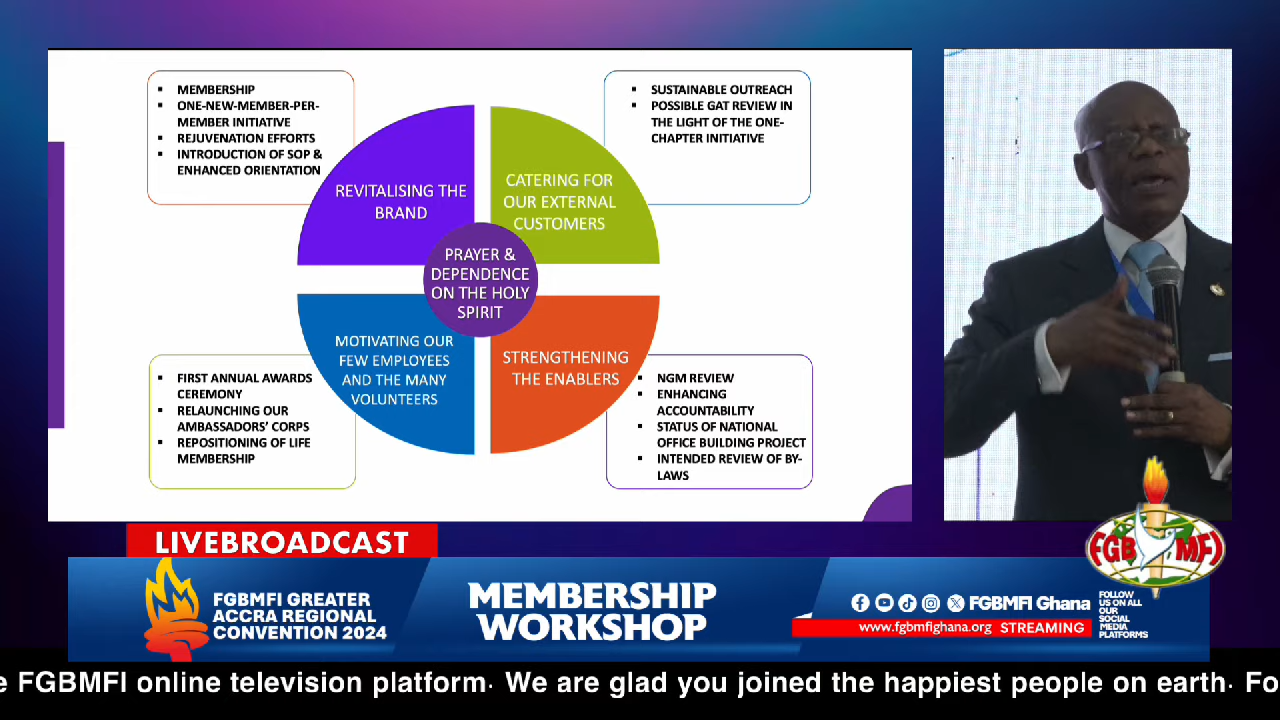 MEMBERSHIP
ONE-NEW-MEMBER-PER-
MEMBER INITIATIVE
REJUVENATION EFFORTS
INTRODUCTION OF SOP &
ENHANCED ORIENTATION
SUSTAINABLE OUTREACH
POSSIBLE GAT REVIEW IN
THE LIGHT OF THE ONE-
CHAPTER INITIATIVE
REVITALISING THE
BRAND
CATERING FOR
OUR EXTERNAL
CUSTOMERS
PRAYER &
DEPENDENCE
ON THE HOLY
SPIRIT
MOTIVATING OUR
FEW EMPLOYEES
AND THE MANY
VOLUNTEERS
STRENGTHENING
THE ENABLERS
FIRST ANNUAL AWARDS
CEREMONY
RELAUNCHING OUR
AMBASSADORS' CORPS
REPOSITIONING OF LIFE
MEMBERSHIP
NGM REVIEW
ENHANCING
ACCOUNTABILITY
STATUS OF NATIONAL
OFFICE BUILDING PROJECT
INTENDED REVIEW OF BY-
LAWS
LIVEBROADCAST
FGBMFI GREATER
ACCRA REGIONAL
CONVENTION 2024
MEMBERSHIP
WORKSHOP
FGBMFI Ghana
www.fgbmfighana.org STREAMING
FOLLOW
US ON ALL
OUR
SOCIAL
MEDIA
PLATFORMS
FGB MFI
e FGBMFI online television platform. We are glad you joined the happiest people on earth. Fo